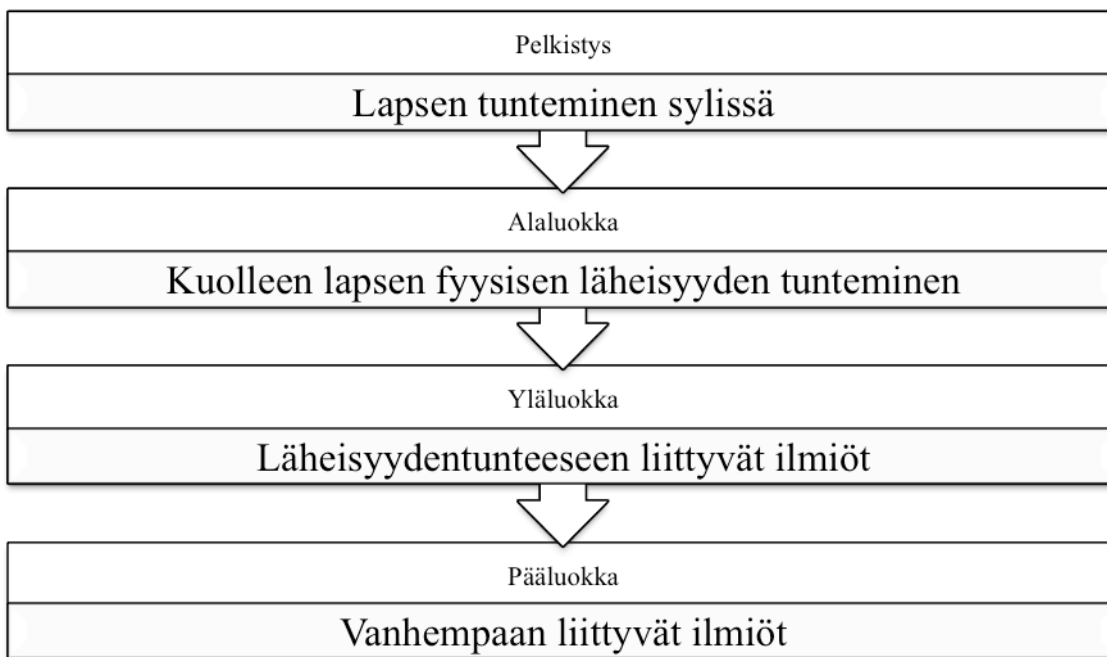 Pelkistys
Lapsen tunteminen sylissä
Alaluokka
Kuolleen lapsen fyysisen läheisyyden tunteminen
Yläluokka
Läheisyydentunteeseen liittyvät ilmiöt
Pääluokka
Vanhempaan liittyvät ilmiöt